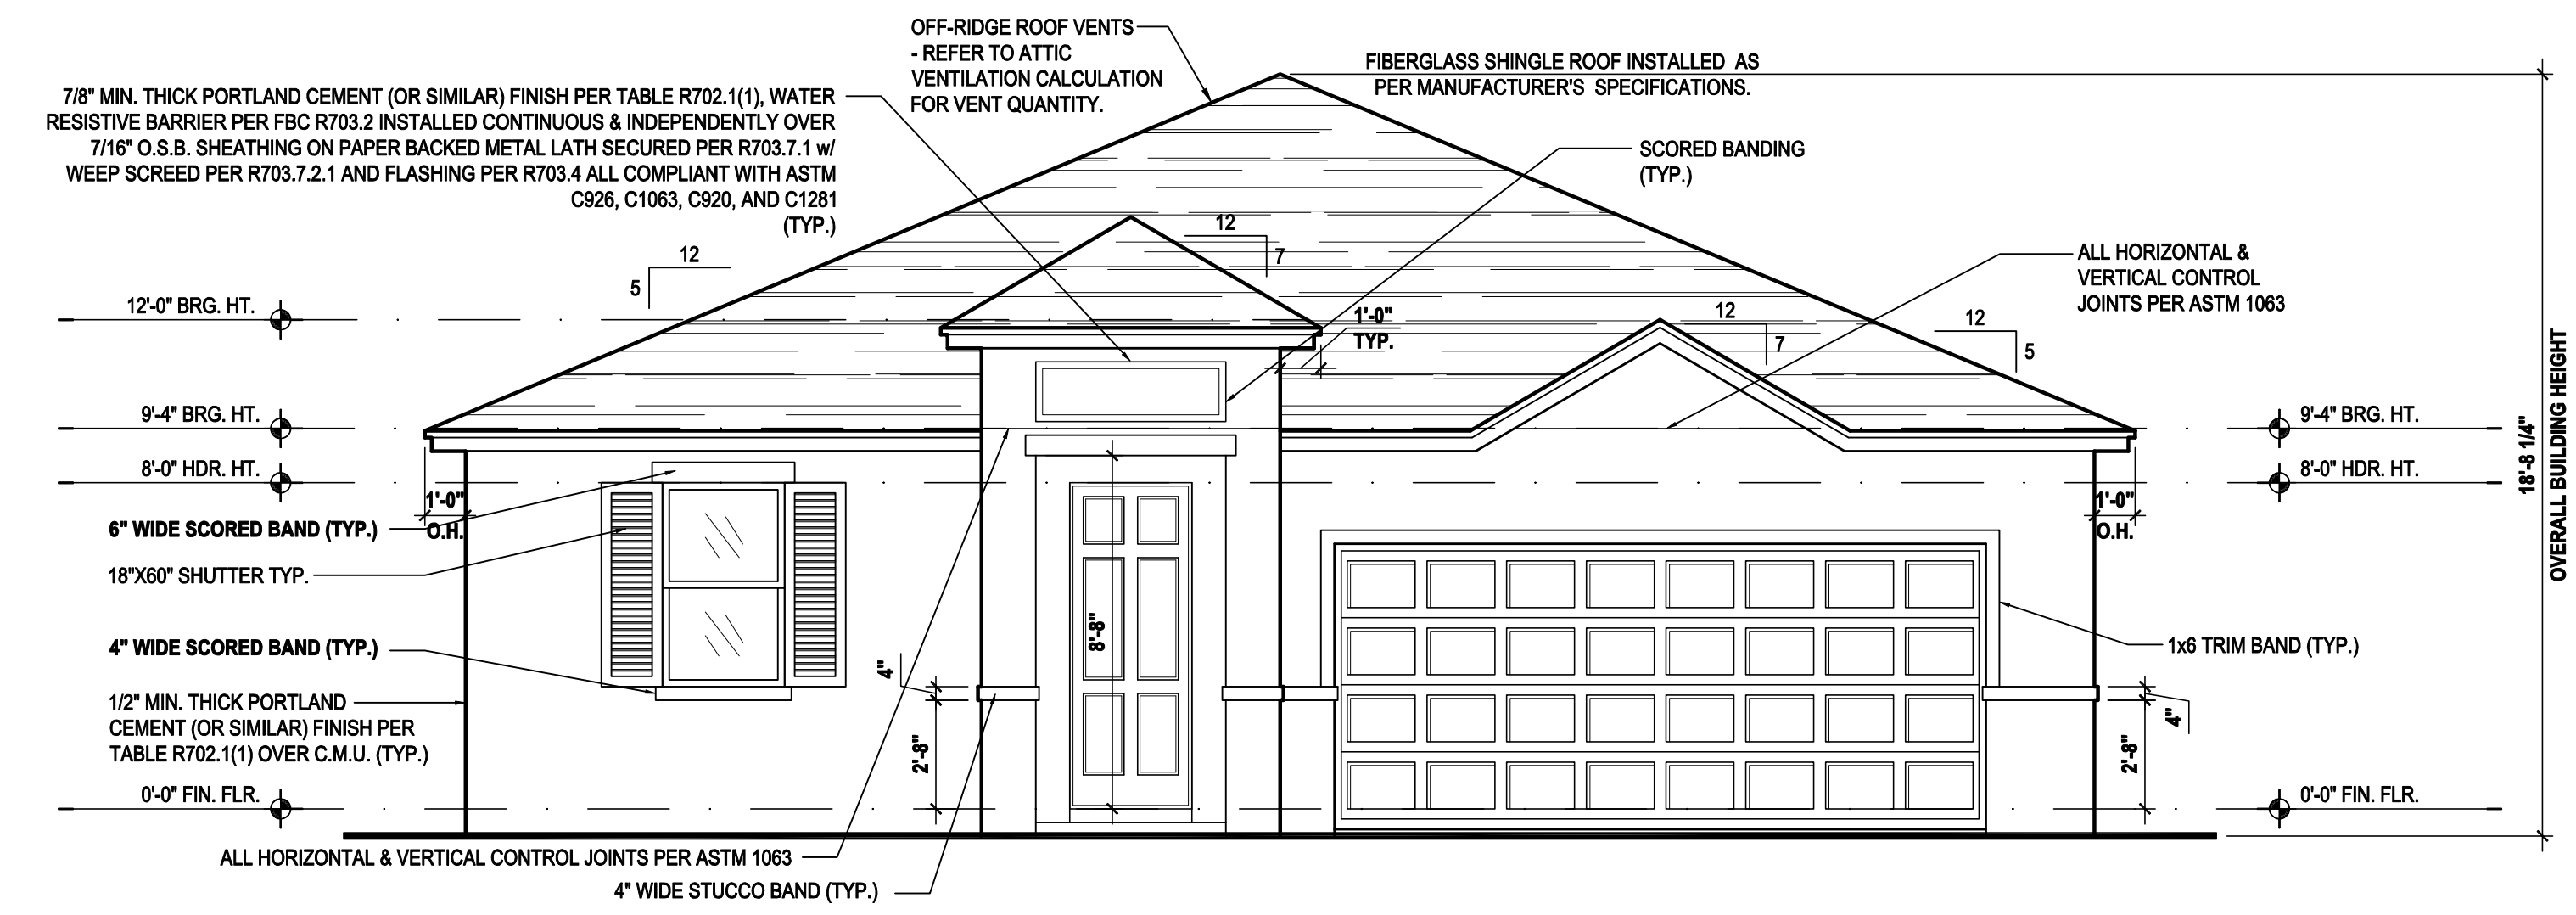 OFF-RIDGE ROOF VENTS
- REFER TO ATTIC
VENTILATION CALCULATION
FOR VENT QUANTITY.
FIBERGLASS SHINGLE ROOF INSTALLED AS
PER MANUFACTURER'S SPECIFICATIONS.
7/8" MIN. THICK PORTLAND CEMENT (OR SIMILAR) FINISH PER TABLE R702.1(1), WATER
RESISTIVE BARRIER PER FBC R703.2 INSTALLED CONTINUOUS & INDEPENDENTLY OVER
7/16" O.S.B. SHEATHING ON PAPER BACKED METAL LATH SECURED PER R703.7.1 w/
WEEP SCREED PER R703.7.2.1 AND FLASHING PER R703.4 ALL COMPLIANT WITH ASTM
C926, C1063, C920, AND C1281
(TYP.)
SCORED BANDING
(TYP.)
ALL HORIZONTAL &
VERTICAL CONTROL
JOINTS PER ASTM 1063
12
5
12
7
12
7
12
5
1'-0"
TYP.
12'-0" BRG. HT.
9'-4" BRG. HT.
8'-0" HDR. HT.
1'-0"
O.H.
6" WIDE SCORED BAND (TYP.)
18"X60" SHUTTER TYP.
4" WIDE SCORED BAND (TYP.)
1/2" MIN. THICK PORTLAND
CEMENT (OR SIMILAR) FINISH PER
TABLE R702.1(1) OVER C.M.U. (TYP.)
0'-0" FIN. FLR.
4"
2'-8"
8'-8"
9'-4" BRG. HT.
8'-0" HDR. HT.
1'-0"
O.H.
1x6 TRIM BAND (TYP.)
4"
2'-8"
0'-0" FIN. FLR.
18'-8 1/4"
OVERALL BUILDING HEIGHT
ALL HORIZONTAL & VERTICAL CONTROL JOINTS PER ASTM 1063
4" WIDE STUCCO BAND (TYP.)